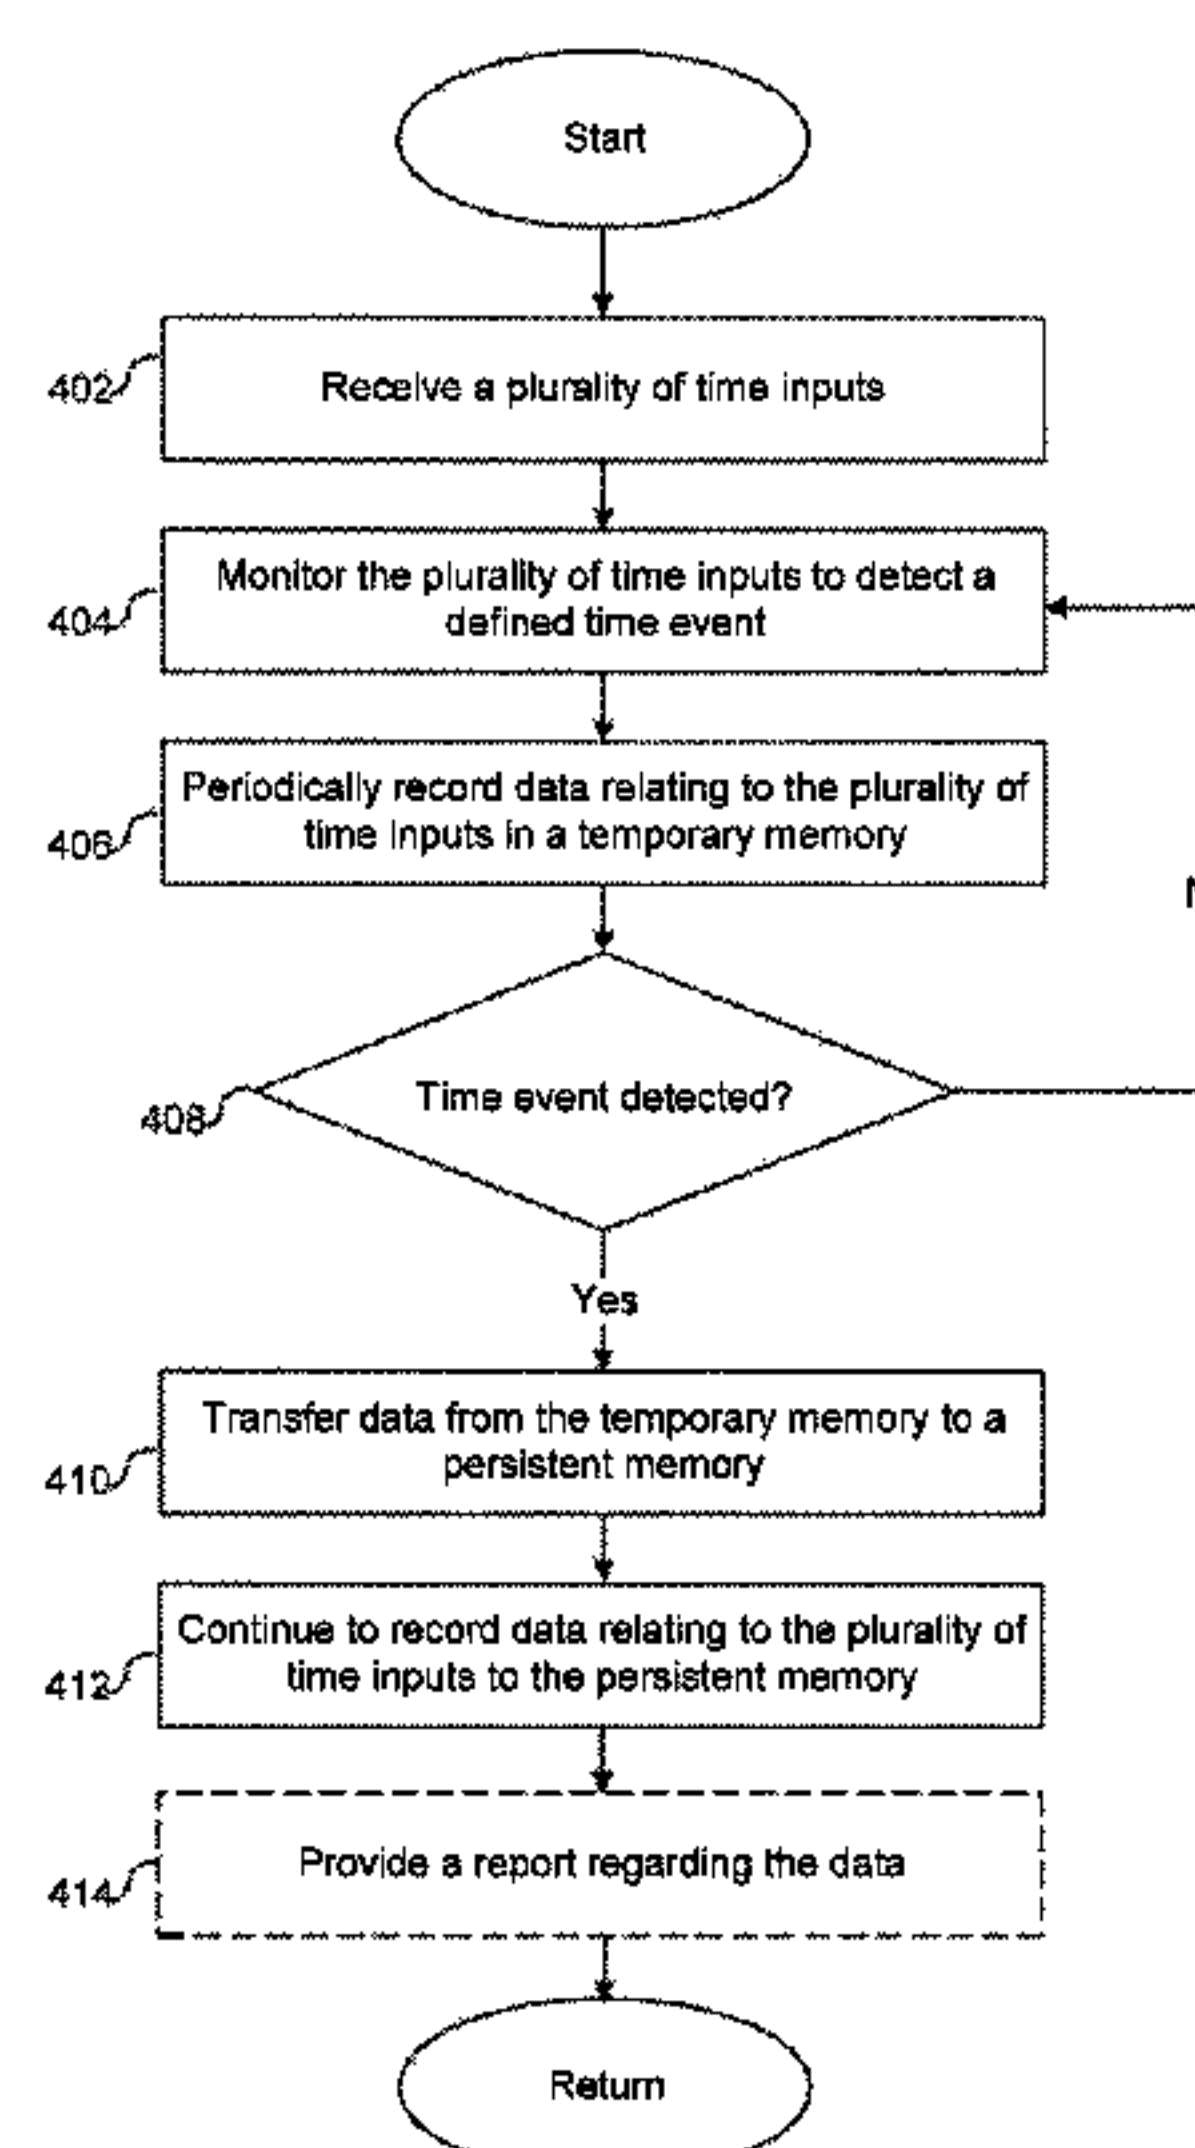 Start
402
Receive a plurality of time inputs
404
Monitor the plurality of time inputs to detect a
defined time event
406
Periodically record data relating to the plurality of
time inputs in a temporary memory
408
Time event detected?
Yes
410
Transfer data from the temporary memory to a
persistent memory
412
Continue to record data relating to the plurality of
time inputs to the persistent memory
414
Provide a report regarding the data
Return